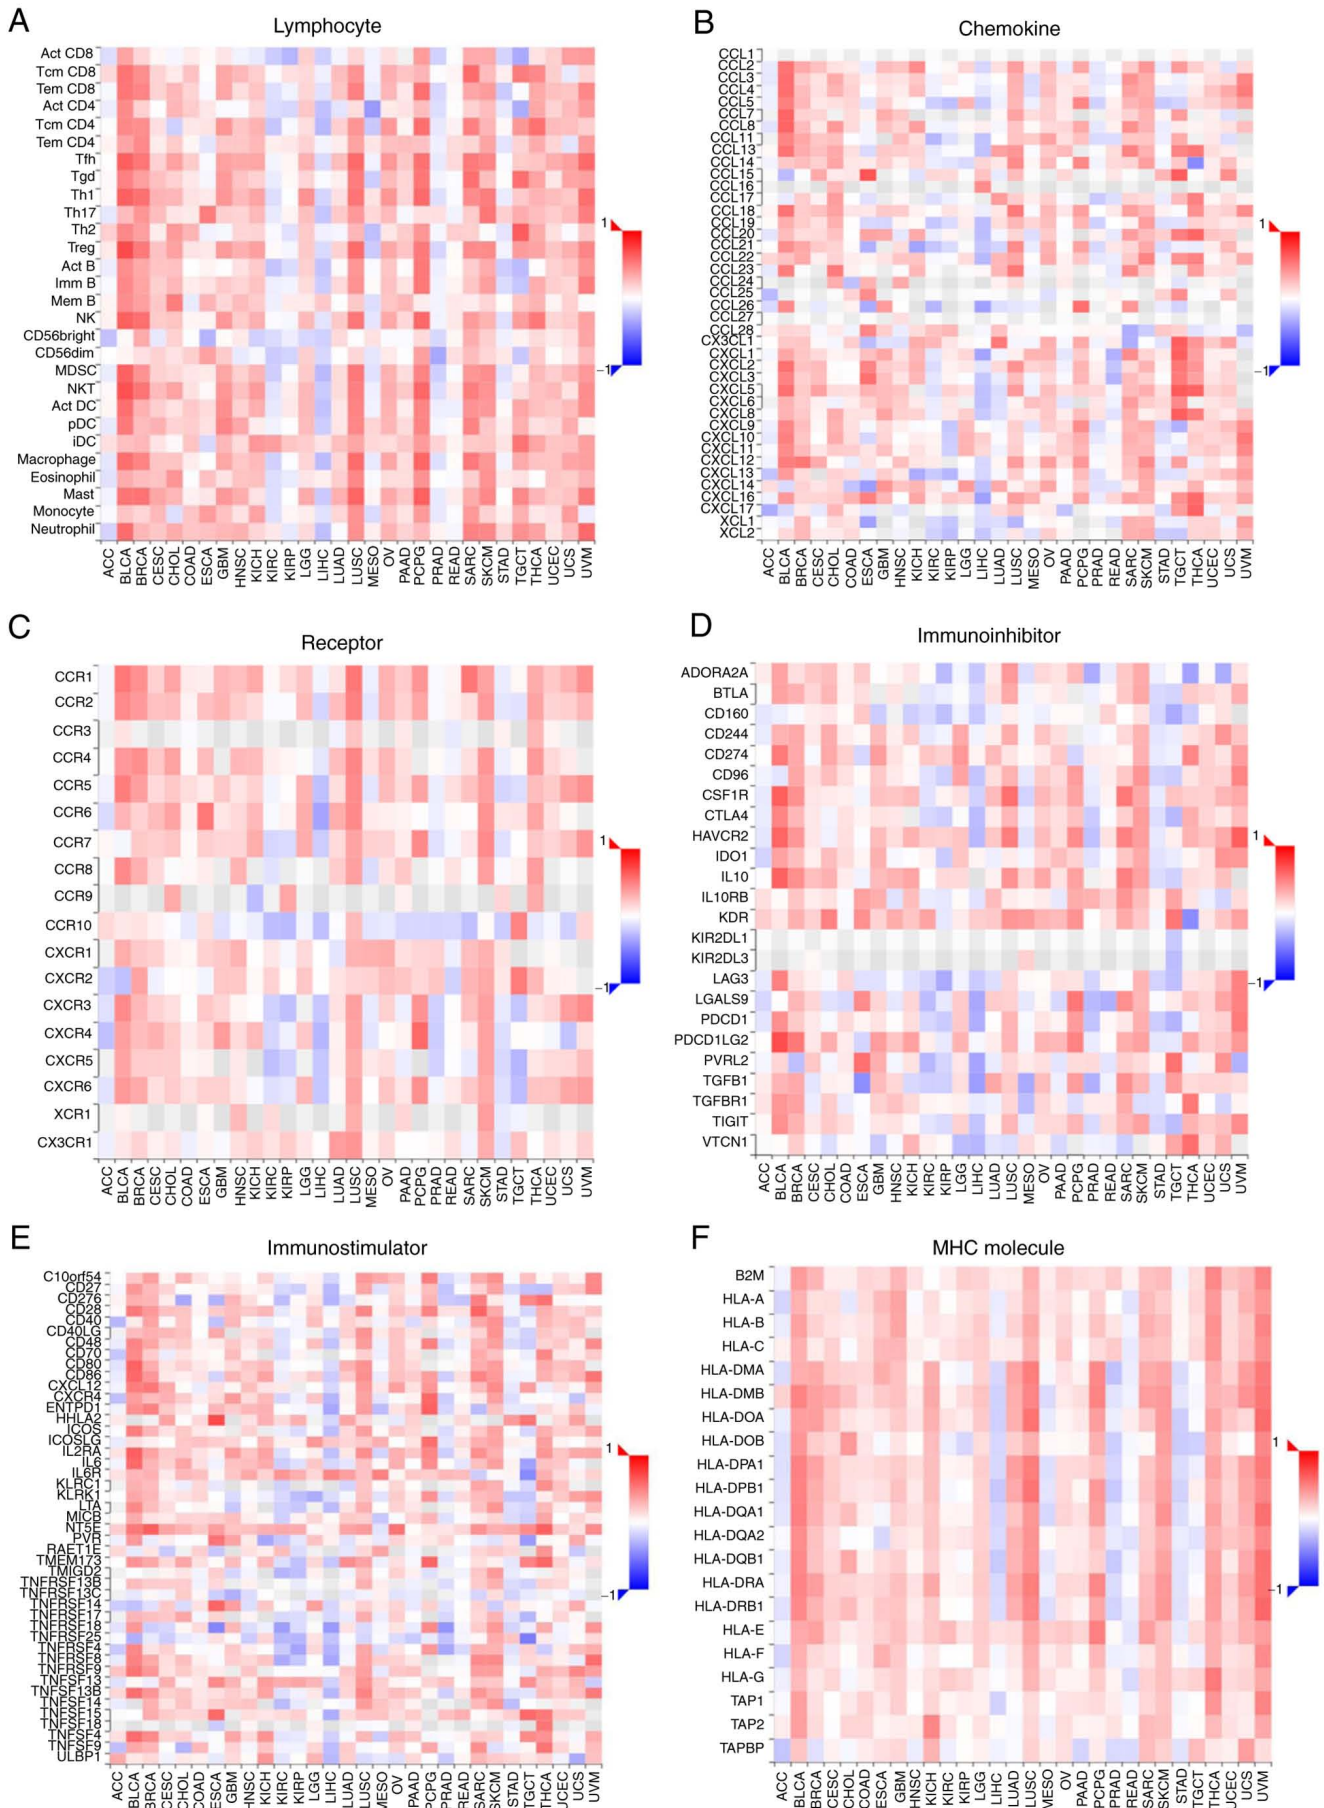 A
Lymphocyte
Act CD8
Tcm CD8
Tem CD8
Act CD4
Tcm CD4
Tem CD4
Tfh
Tgd
Th1
Th17
Th2
Treg
Act B
Imm B
Mem B
NK
CD56bright
CD56dim
MDSC
NKT
Act DC
pDC
iDC
Macrophage
Eosinophil
Mast
Monocyte
Neutrophil
ACC BLCA BRCA CESC CHOL COAD ESCA GBM HNSC KICH KIRC KIRP LGG LIHC LUAD LUSC MESO OV PAAD PCPG PRAD READ SARC SKCM STAD TGCT THCA UCEC UCS UVM
1
−1
B
Chemokine
CCL1
CCL2
CCL3
CCL4
CCL5
CCL7
CCL8
CCL11
CCL13
CCL14
CCL15
CCL16
CCL17
CCL18
CCL19
CCL20
CCL21
CCL22
CCL23
CCL24
CCL25
CCL26
CCL27
CCL28
CX3CL1
CXCL1
CXCL2
CXCL3
CXCL5
CXCL6
CXCL8
CXCL9
CXCL10
CXCL11
CXCL12
CXCL13
CXCL14
CXCL16
CXCL17
XCL1
XCL2
ACC BLCA BRCA CESC CHOL COAD ESCA GBM HNSC KICH KIRC KIRP LGG LIHC LUAD LUSC MESO OV PAAD PCPG PRAD READ SARC SKCM STAD TGCT THCA UCEC UCS UVM
1
−1
C
Receptor
CCR1
CCR2
CCR3
CCR4
CCR5
CCR6
CCR7
CCR8
CCR9
CCR10
CXCR1
CXCR2
CXCR3
CXCR4
CXCR5
CXCR6
XCR1
CX3CR1
ACC BLCA BRCA CESC CHOL COAD ESCA GBM HNSC KICH KIRC KIRP LGG LIHC LUAD LUSC MESO OV PAAD PCPG PRAD READ SARC SKCM STAD TGCT THCA UCEC UCS UVM
1
−1
D
Immunoinhibitor
ADORA2A
BTLA
CD160
CD244
CD274
CD96
CSF1R
CTLA4
HAVCR2
IDO1
IL10
IL10RB
KDR
KIR2DL1
KIR2DL3
LAG3
LGALS9
PDCD1
PDCD1LG2
PVRL2
TGFB1
TGFBR1
TIGIT
VTCN1
ACC BLCA BRCA CESC CHOL COAD ESCA GBM HNSC KICH KIRC KIRP LGG LIHC LUAD LUSC MESO OV PAAD PCPG PRAD READ SARC SKCM STAD TGCT THCA UCEC UCS UVM
1
−1
E
Immunostimulator
C10orf54
CD27
CD276
CD28
CD40
CD40LG
CD48
CD70
CD80
CD86
CXCL12
CXCR4
ENTPD1
HHLA2
ICOS
ICOSLG
IL2RA
IL6
IL6R
KLRC1
KLRK1
LTA
MICB
NT5E
PVR
RAET1E
TMEM173
TMIGD2
TNFRSF13B
TNFRSF13C
TNFRSF14
TNFRSF17
TNFRSF18
TNFRSF25
TNFRSF4
TNFRSF8
TNFRSF9
TNFSF13
TNFSF13B
TNFSF14
TNFSF15
TNFSF18
TNFSF4
TNFSF9
ULBP1
ACC BLCA BRCA CESC CHOL COAD ESCA GBM HNSC KICH KIRC KIRP LGG LIHC LUAD LUSC MESO OV PAAD PCPG PRAD READ SARC SKCM STAD TGCT THCA UCEC UCS UVM
1
−1
F
MHC molecule
B2M
HLA-A
HLA-B
HLA-C
HLA-DMA
HLA-DMB
HLA-DOA
HLA-DOB
HLA-DPA1
HLA-DPB1
HLA-DQA1
HLA-DQA2
HLA-DQB1
HLA-DRA
HLA-DRB1
HLA-E
HLA-F
HLA-G
TAP1
TAP2
TAPBP
ACC BLCA BRCA CESC CHOL COAD ESCA GBM HNSC KICH KIRC KIRP LGG LIHC LUAD LUSC MESO OV PAAD PCPG PRAD READ SARC SKCM STAD TGCT THCA UCEC UCS UVM
1
−1